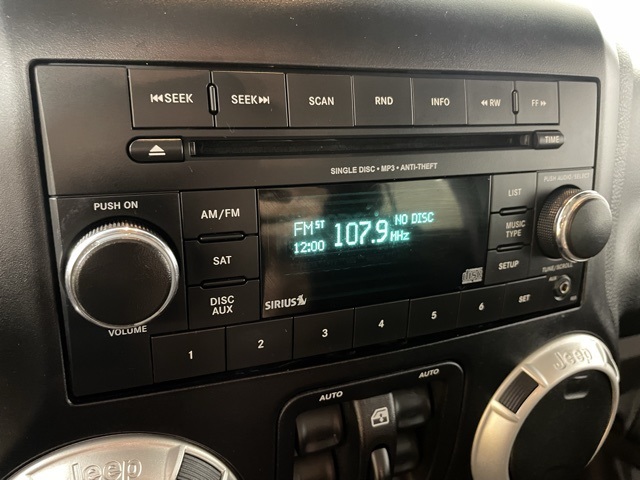 ⏮SEEK SEEK⏭ SCAN RND INFO ◀◀RW FF▶▶
TIME
SINGLE DISC • MP3 • ANTI-THEFT
PUSH ON
AM/FM
SAT
DISC AUX
VOLUME
FM ST 107.9 NO DISC
12:00 MHz
SIRIUS
LIST
MUSIC TYPE
SETUP
PUSH AUDIO/SELECT
TUNE/SCROLL
1 2 3 4 5 6 SET
AUTO AUTO
Jeep
Jeep